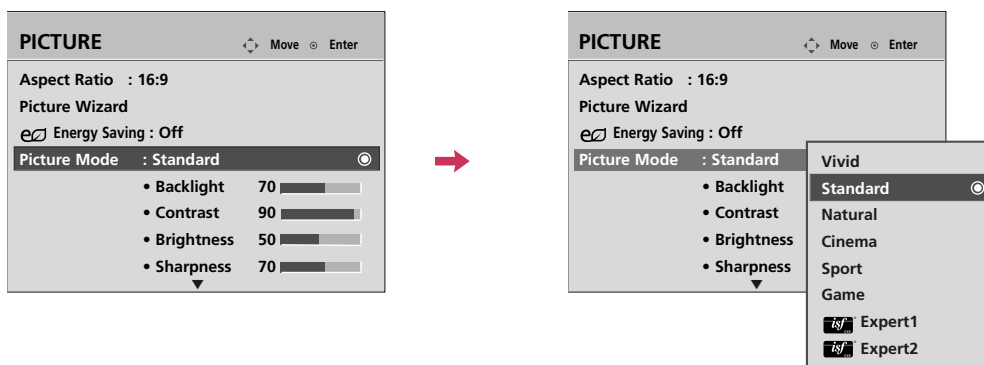 PICTURE Move Enter
Aspect Ratio : 16:9
Picture Wizard
Energy Saving : Off
Picture Mode : Standard
• Backlight 70
• Contrast 90
• Brightness 50
• Sharpness 70
PICTURE Move Enter
Aspect Ratio : 16:9
Picture Wizard
Energy Saving : Off
Picture Mode : Standard
• Backlight
• Contrast
• Brightness
• Sharpness
Vivid
Standard
Natural
Cinema
Sport
Game
isf Expert1
isf Expert2